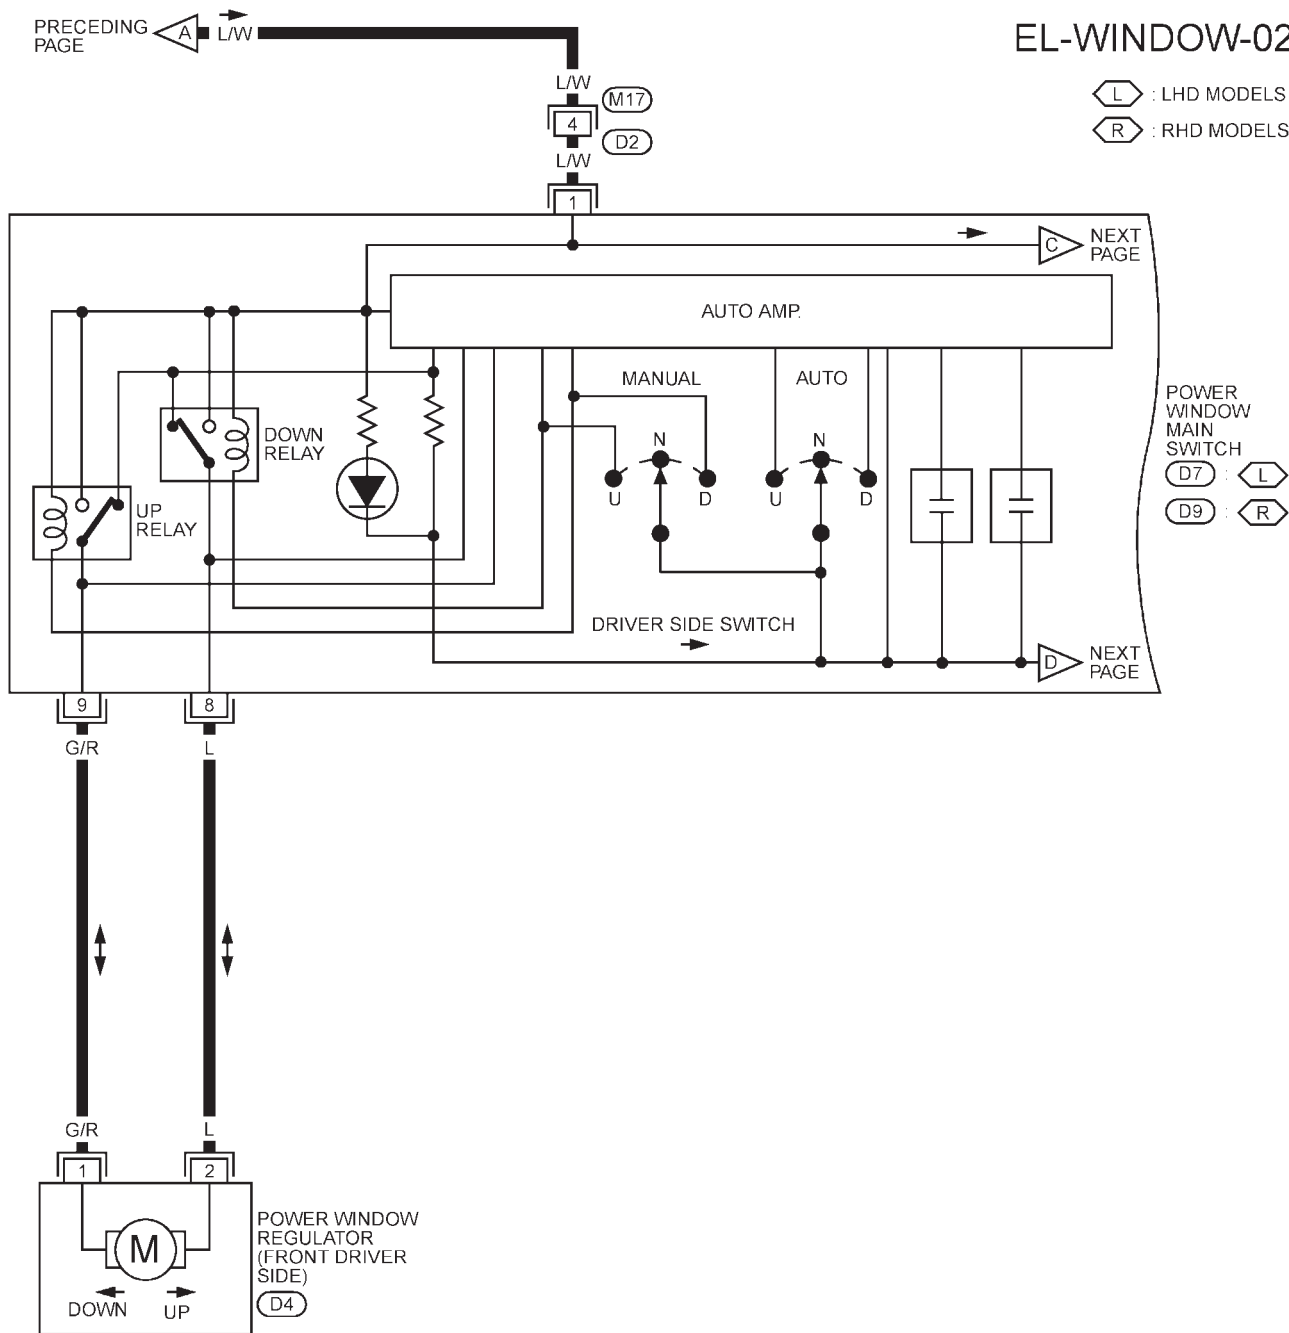 EL-WINDOW-02
PRECEDING
PAGE
A
L/W
L/W
M17
4
D2
L/W
1
L : LHD MODELS
R : RHD MODELS
C
NEXT
PAGE
AUTO AMP.
MANUAL
AUTO
DOWN
RELAY
UP
RELAY
N
U
D
N
U
D
POWER
WINDOW
MAIN
SWITCH
D7 : L
D9 : R
DRIVER SIDE SWITCH
D
NEXT
PAGE
9
8
G/R
L
G/R
L
1
2
M
DOWN
UP
POWER WINDOW
REGULATOR
(FRONT DRIVER
SIDE)
D4